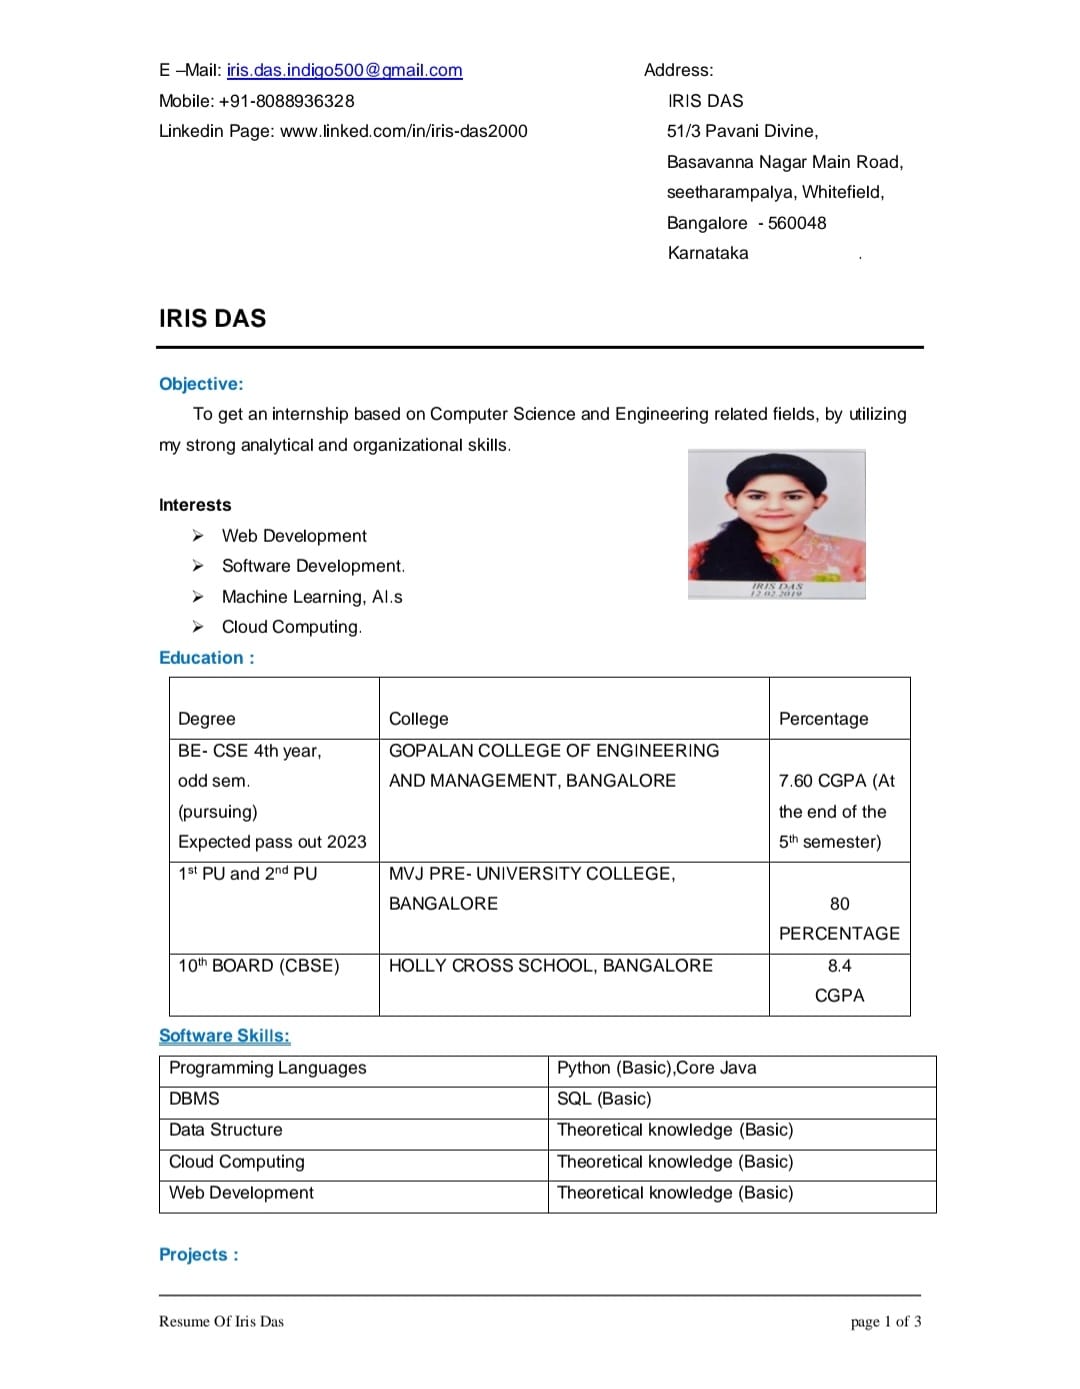 E –Mail: iris.das.indigo500@gmail.com
Mobile: +91-8088936328
Linkedin Page: www.linked.com/in/iris-das2000
Address:
IRIS DAS
51/3 Pavani Divine,
Basavanna Nagar Main Road,
seetharampalya, Whitefield,
Bangalore - 560048
Karnataka .
IRIS DAS
Objective:
To get an internship based on Computer Science and Engineering related fields, by utilizing
my strong analytical and organizational skills.
Interests
➢ Web Development
➢ Software Development.
➢ Machine Learning, AI.s
➢ Cloud Computing.
IRIS DAS
12 02 2019
Education :
Degree College Percentage
BE- CSE 4th year,
odd sem.
(pursuing)
Expected pass out 2023
GOPALAN COLLEGE OF ENGINEERING
AND MANAGEMENT, BANGALORE
7.60 CGPA (At
the end of the
5th semester)
1st PU and 2nd PU
MVJ PRE- UNIVERSITY COLLEGE,
BANGALORE
80
PERCENTAGE
10th BOARD (CBSE)
HOLLY CROSS SCHOOL, BANGALORE
8.4
CGPA
Software Skills:
Programming Languages Python (Basic),Core Java
DBMS SQL (Basic)
Data Structure Theoretical knowledge (Basic)
Cloud Computing Theoretical knowledge (Basic)
Web Development Theoretical knowledge (Basic)
Projects :
Resume Of Iris Das page 1 of 3